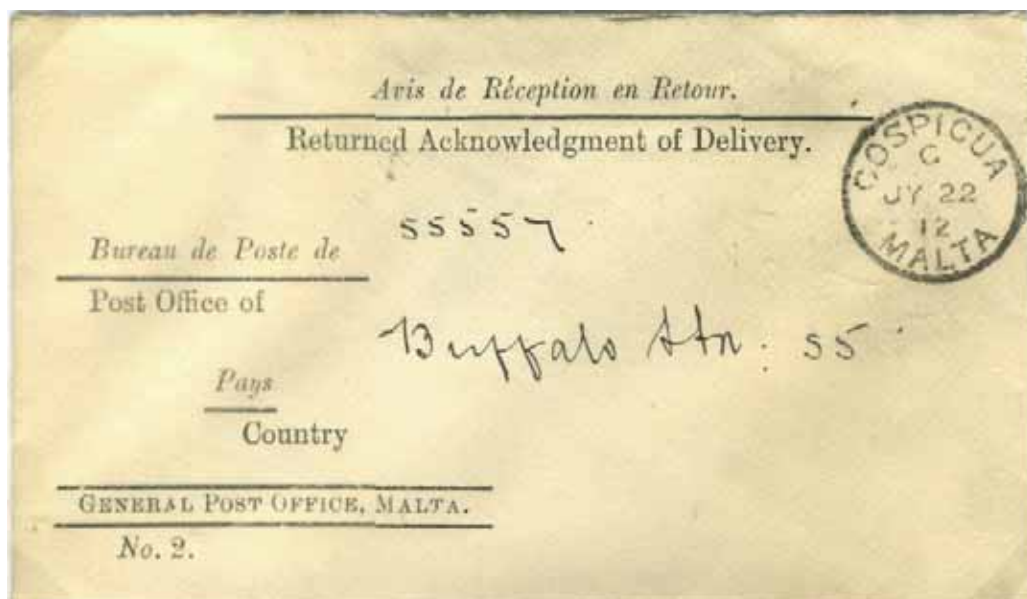 Avis de Réception en Retour.
Returned Acknowledgment of Delivery.
COSPICUA
C
JY 22
12
MALTA
55557
Bureau de Poste de
Post Office of
Buffalo Stn. 55
Pays
Country
GENERAL POST OFFICE, MALTA.
No. 2.